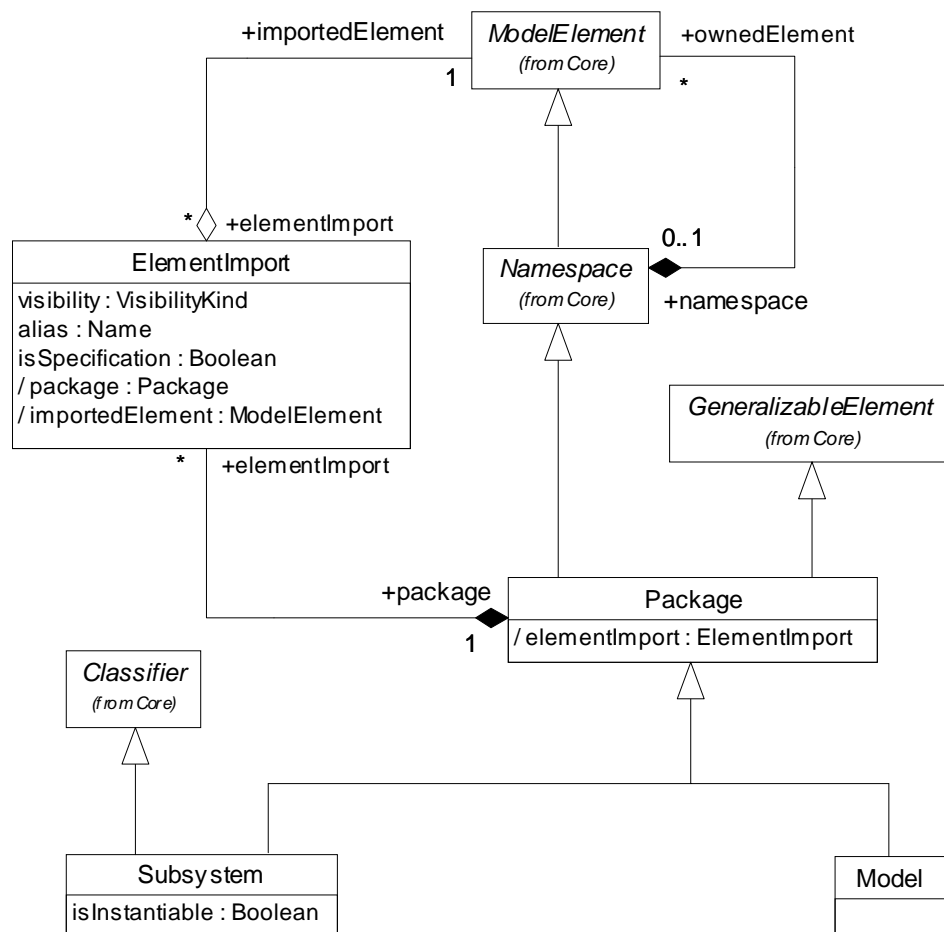 +importedElement
ModelElement
(from Core)
+ownedElement
1
*
* +elementImport
0..1
ElementImport
visibility : VisibilityKind
alias : Name
isSpecification : Boolean
/ package : Package
/ importedElement : ModelElement
Namespace
(from Core)
+namespace
GeneralizableElement
(from Core)
* +elementImport
+package
1
Package
/ elementImport : ElementImport
Classifier
(from Core)
Subsystem
isInstantiable : Boolean
Model